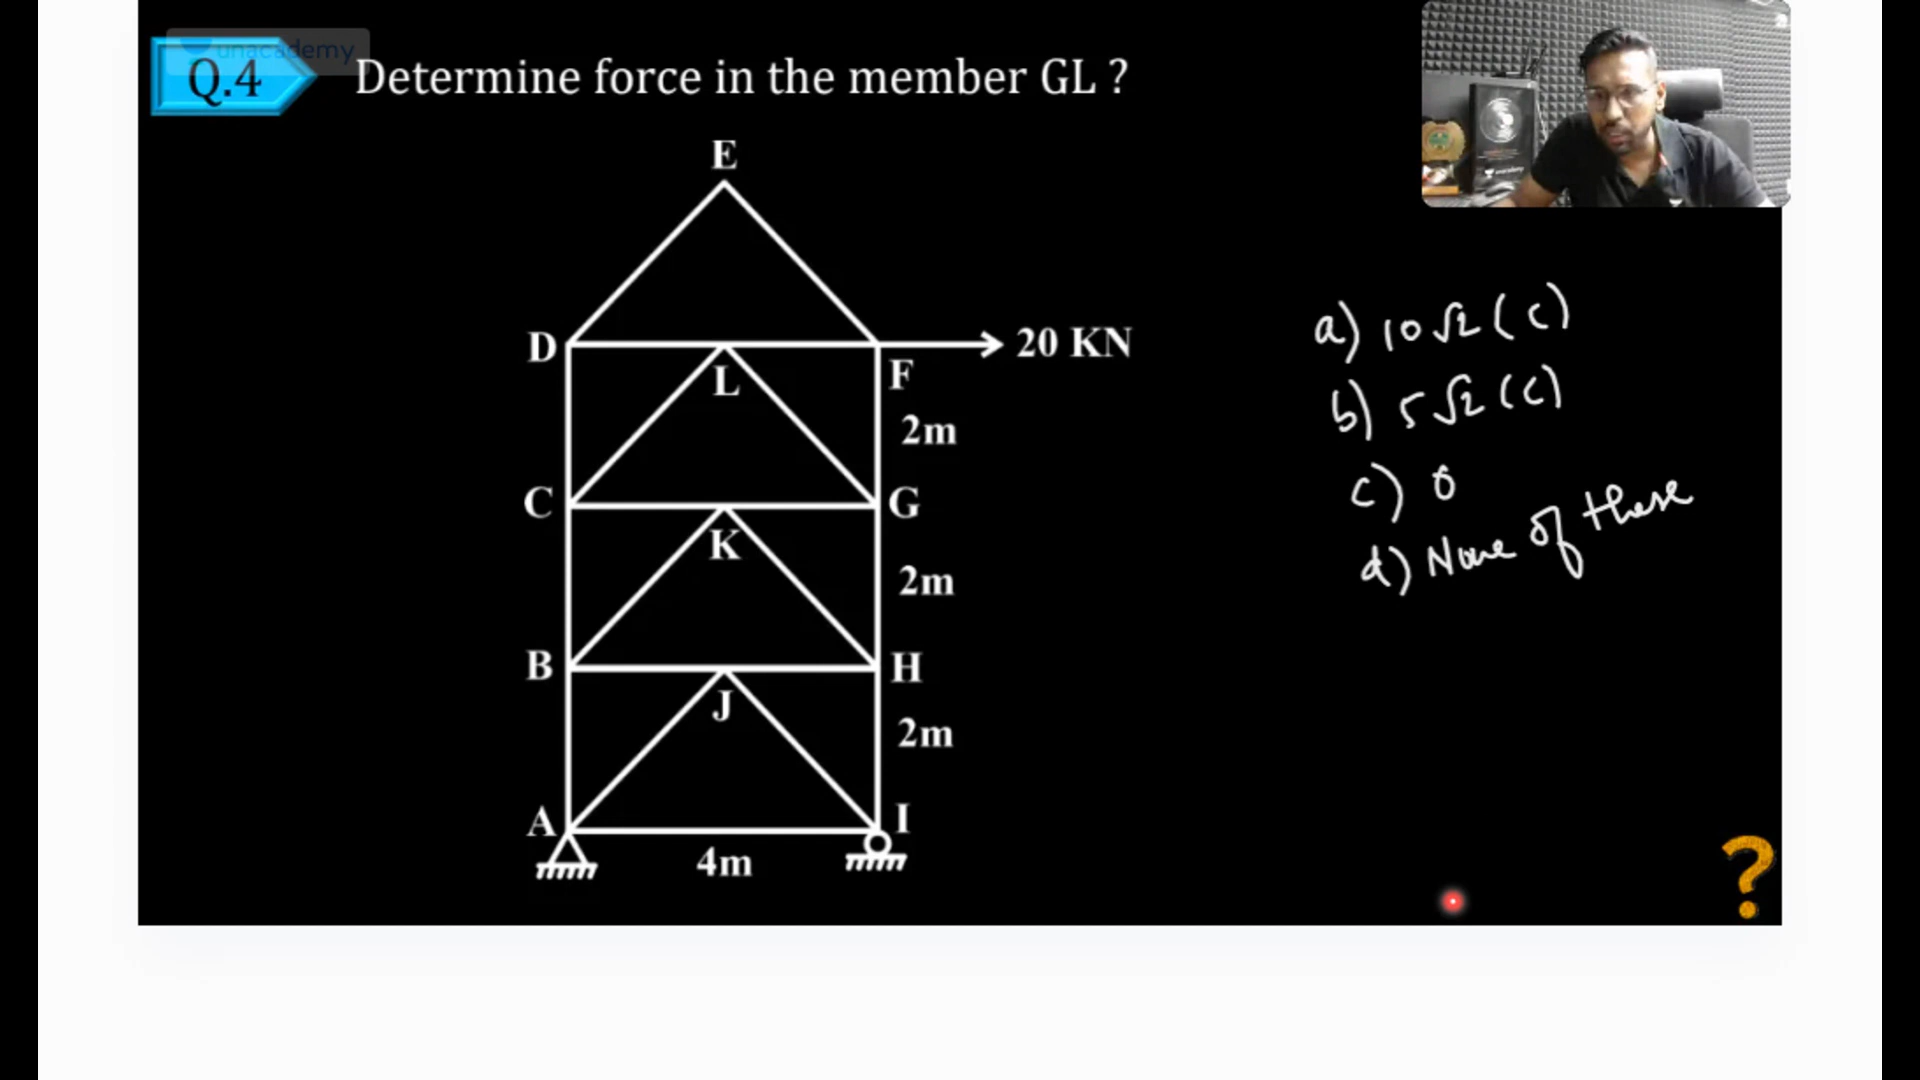 unacademy
Q.4 Determine force in the member GL ?
E
D
20 KN
L
F
2m
C
G
K
2m
B
H
J
2m
A
I
4m
a) 10√2 (C)
b) 5√2 (C)
c) 0
d) None of these
?